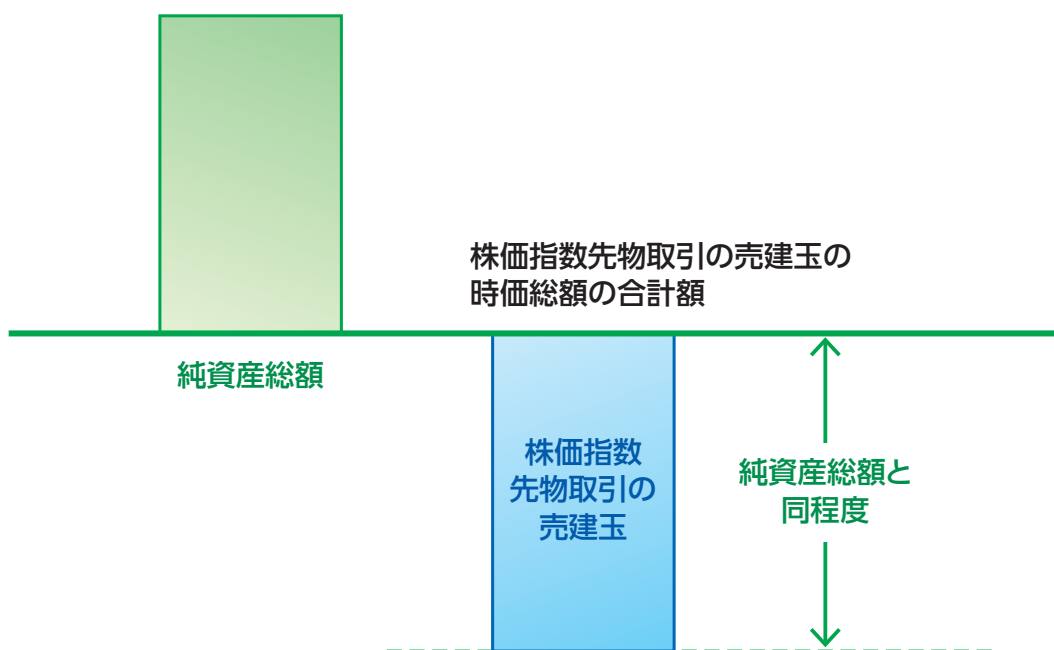 株価指数先物取引の売建玉の
時価総額の合計額
純資産総額
株価指数
先物取引の
売建玉
純資産総額と
同程度